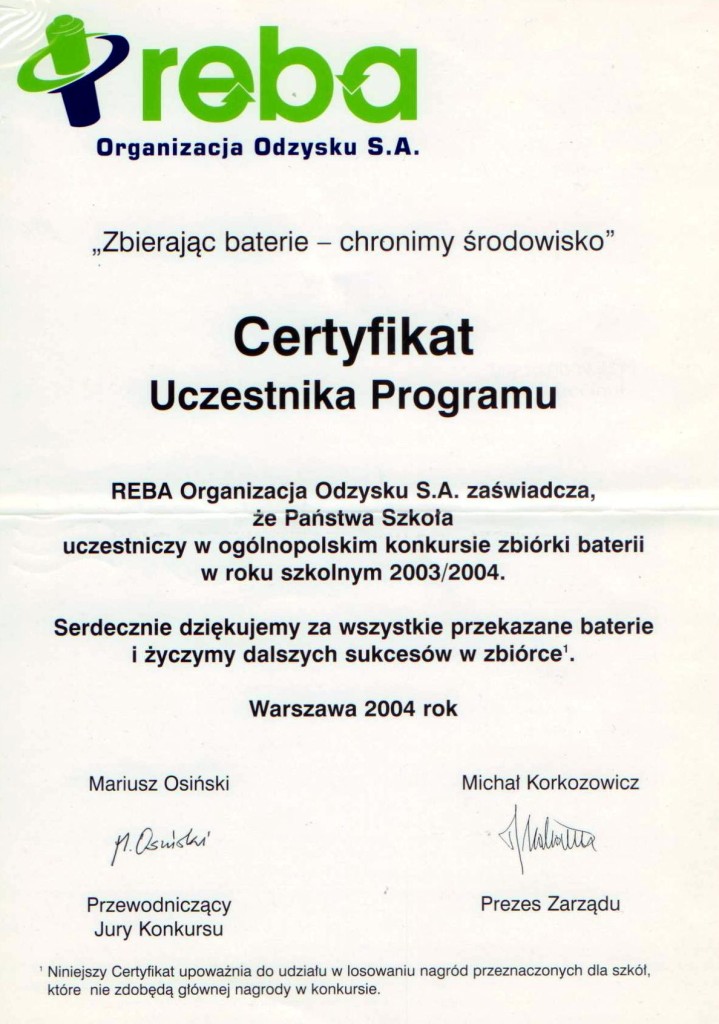 reba
Organizacja Odzysku S.A.
„Zbierając baterie – chronimy środowisko”
Certyfikat
Uczestnika Programu
REBA Organizacja Odzysku S.A. zaświadcza,
że Państwa Szkoła
uczestniczy w ogólnopolskim konkursie zbiórki baterii
w roku szkolnym 2003/2004.
Serdecznie dziękujemy za wszystkie przekazane baterie
i życzymy dalszych sukcesów w zbiórce¹.
Warszawa 2004 rok
Mariusz Osiński
Michał Korkozowicz
M. Osiński
Przewodniczący
Jury Konkursu
Prezes Zarządu
¹ Niniejszy Certyfikat upoważnia do udziału w losowaniu nagród przeznaczonych dla szkół,
które nie zdobędą głównej nagrody w konkursie.